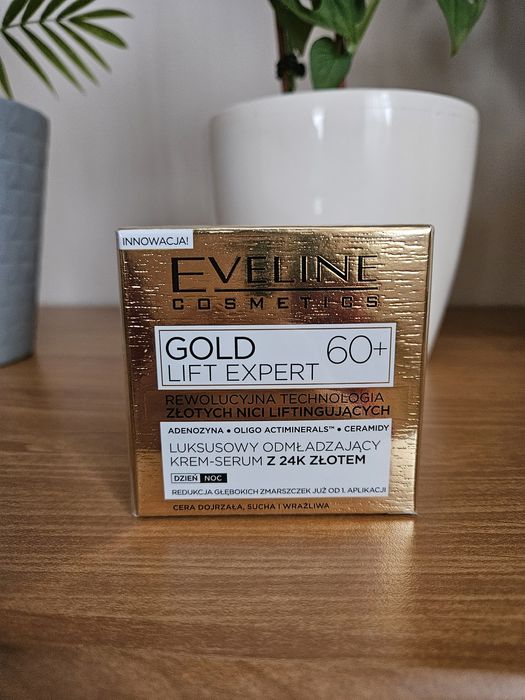 INNOWACJA!
EVELINE
COSMETICS
GOLD 60+
LIFT EXPERT
REWOLUCYJNA TECHNOLOGIA
ZŁOTYCH NICI LIFTINGUJĄCYCH
ADENOZYNA • OLIGO ACTIMINERALS™ • CERAMIDY
LUKSUSOWY ODMŁADZAJĄCY
KREM-SERUM Z 24K ZŁOTEM
DZIEŃ NOC
REDUKCJA GŁĘBOKICH ZMARSZCZEK JUŻ OD 1. APLIKACJI
CERA DOJRZAŁA, SUCHA I WRAŻLIWA